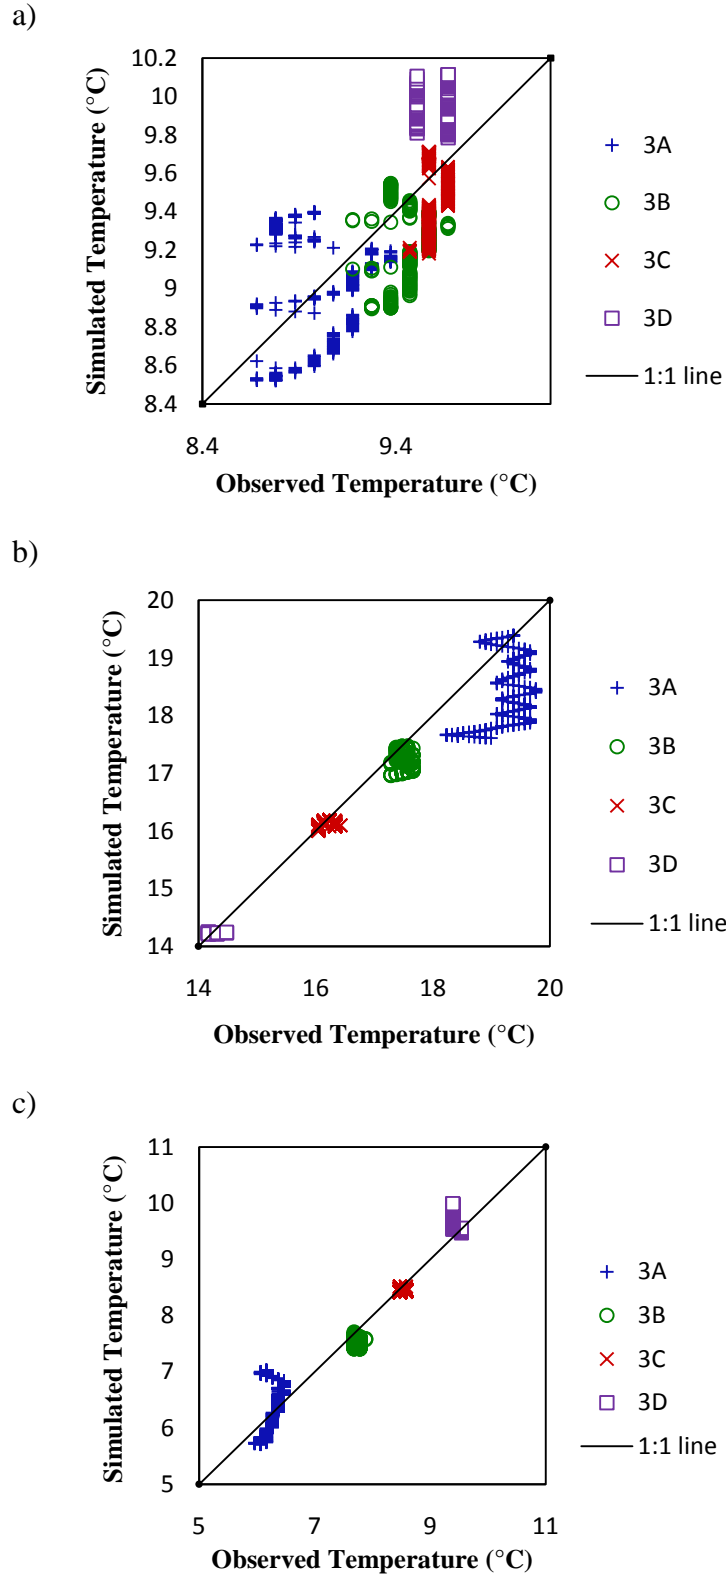 a)
10.2
10
9.8
9.6
9.4
9.2
9
8.8
8.6
8.4
Simulated Temperature (°C)
8.4 9.4
Observed Temperature (°C)
3A
3B
3C
3D
1:1 line
b)
20
19
18
17
16
15
14
Simulated Temperature (°C)
14 16 18 20
Observed Temperature (°C)
3A
3B
3C
3D
1:1 line
c)
11
10
9
8
7
6
5
Simulated Temperature (°C)
5 7 9 11
Observed Temperature (°C)
3A
3B
3C
3D
1:1 line